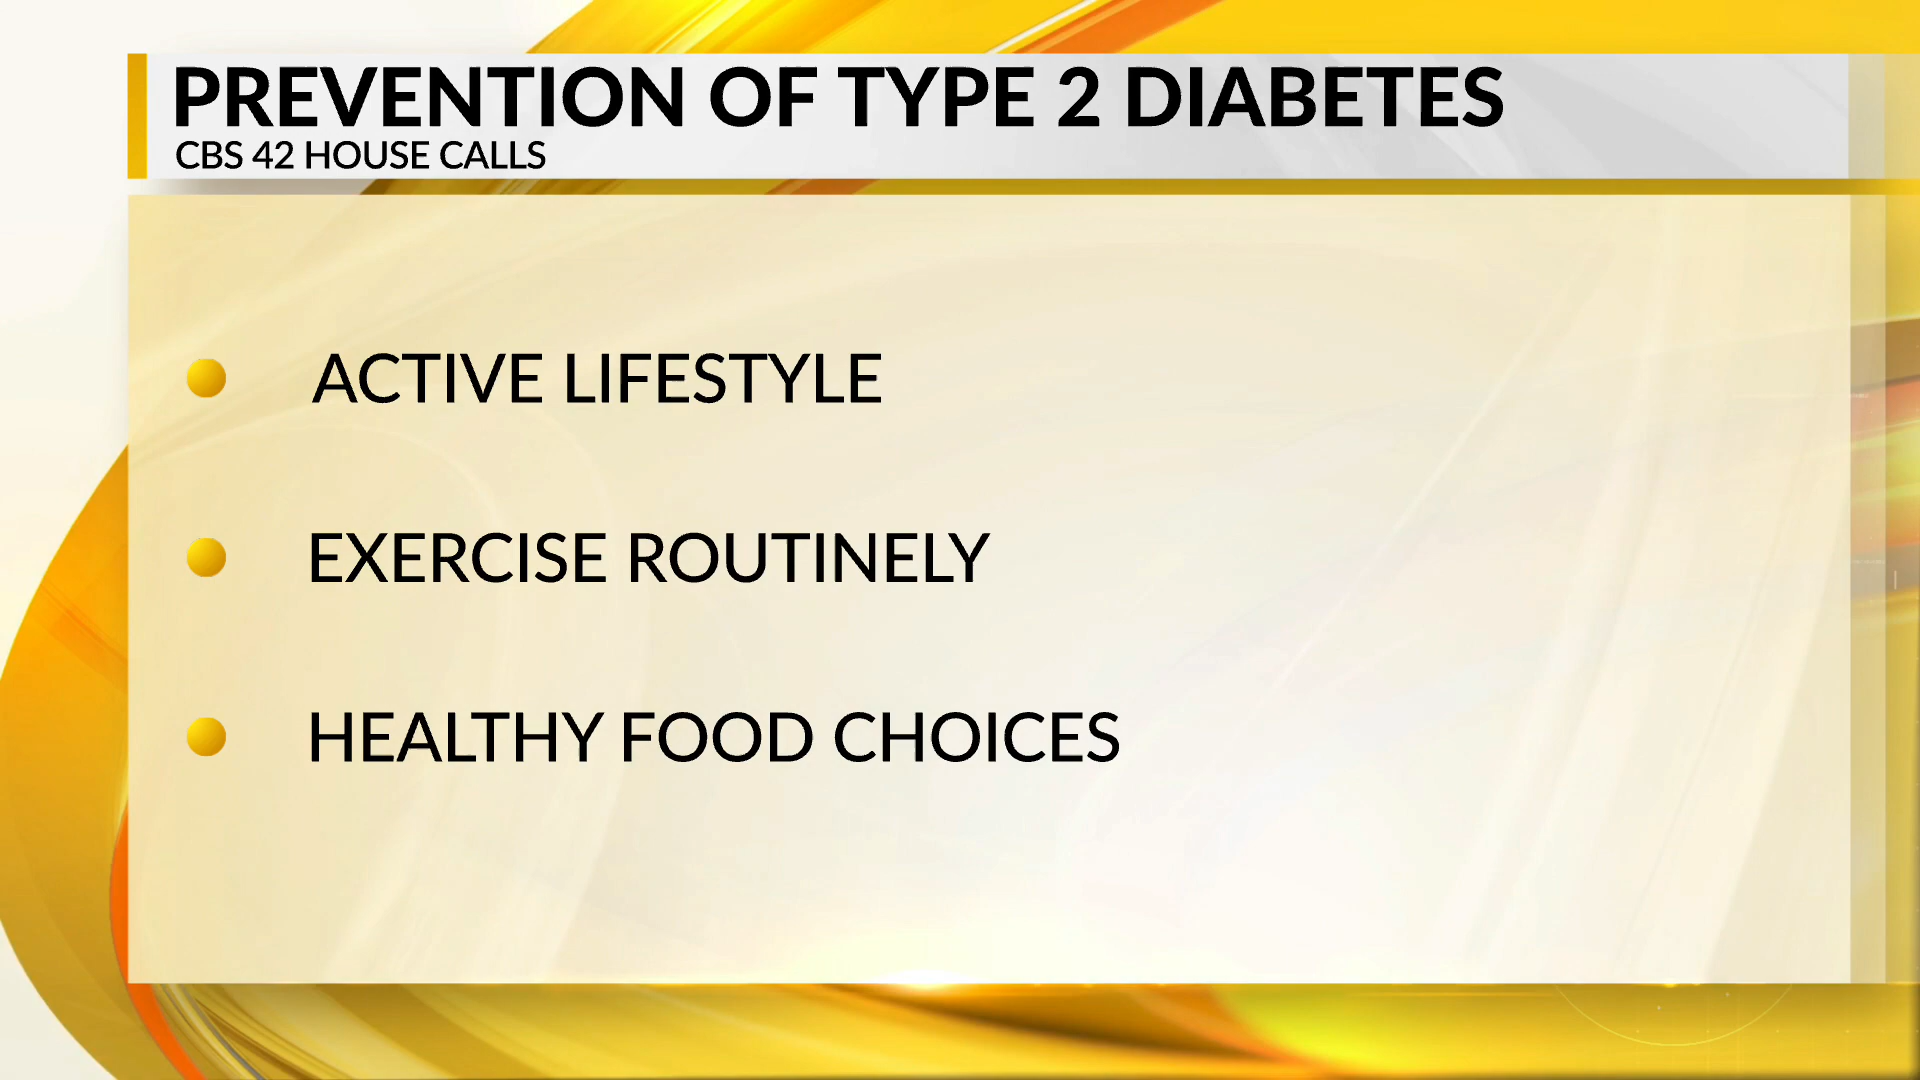 PREVENTION OF TYPE 2 DIABETES
CBS 42 HOUSE CALLS
ACTIVE LIFESTYLE
EXERCISE ROUTINELY
HEALTHY FOOD CHOICES